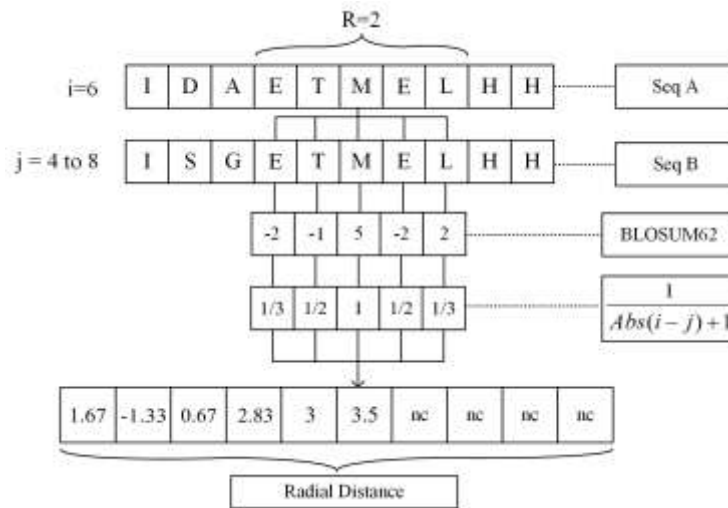 R=2
i=6 I D A E T M E L H H Seq A
j = 4 to 8 I S G E T M E L H H Seq B
-2 -1 5 -2 2 BLOSUM62
1/3 1/2 1 1/2 1/3 1
Abs(i − j) + 1
1.67 -1.33 0.67 2.83 3 3.5 nc nc nc nc
Radial Distance